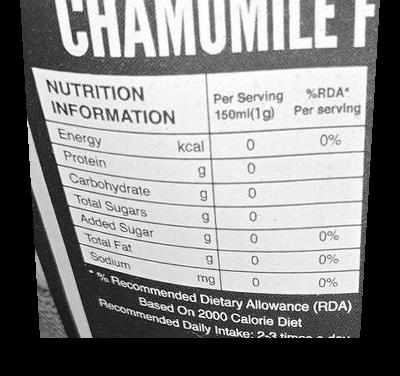 CHAMOMILE F
NUTRITION INFORMATION Per Serving 150ml(1g) %RDA* Per serving
Energy kcal 0 0%
Protein g 0
Carbohydrate g 0
Total Sugars g 0
Added Sugar g 0 0%
Total Fat g 0 0%
Sodium mg 0 0%
* % Recommended Dietary Allowance (RDA)
Based On 2000 Calorie Diet
Recommended Daily Intake: 2-3 times a day